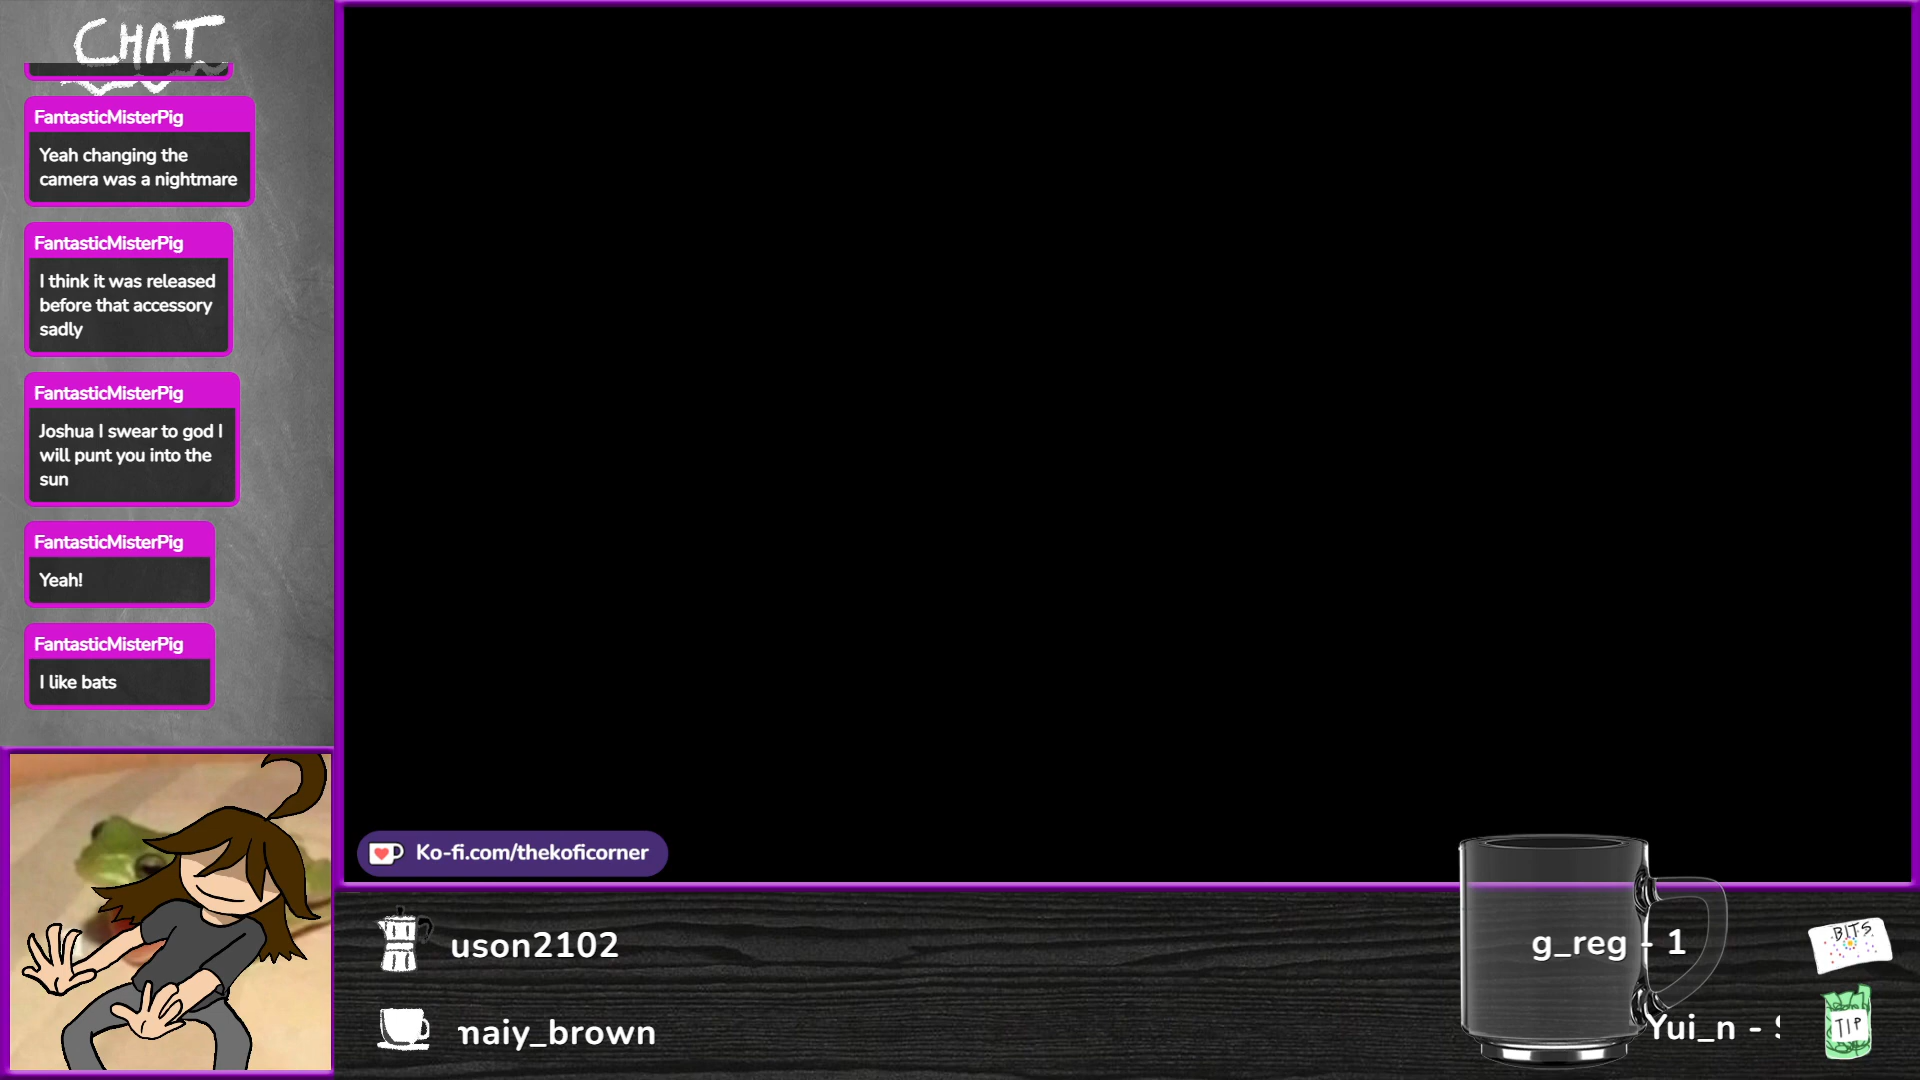 CHAT
FantasticMisterPig
Yeah changing the
camera was a nightmare
FantasticMisterPig
I think it was released
before that accessory
sadly
FantasticMisterPig
Joshua I swear to god I
will punt you into the
sun
FantasticMisterPig
Yeah!
FantasticMisterPig
I like bats
Ko-fi.com/thekoficorner
uson2102
maiy_brown
g_reg - 1
Yui_n -
BITS
TIP